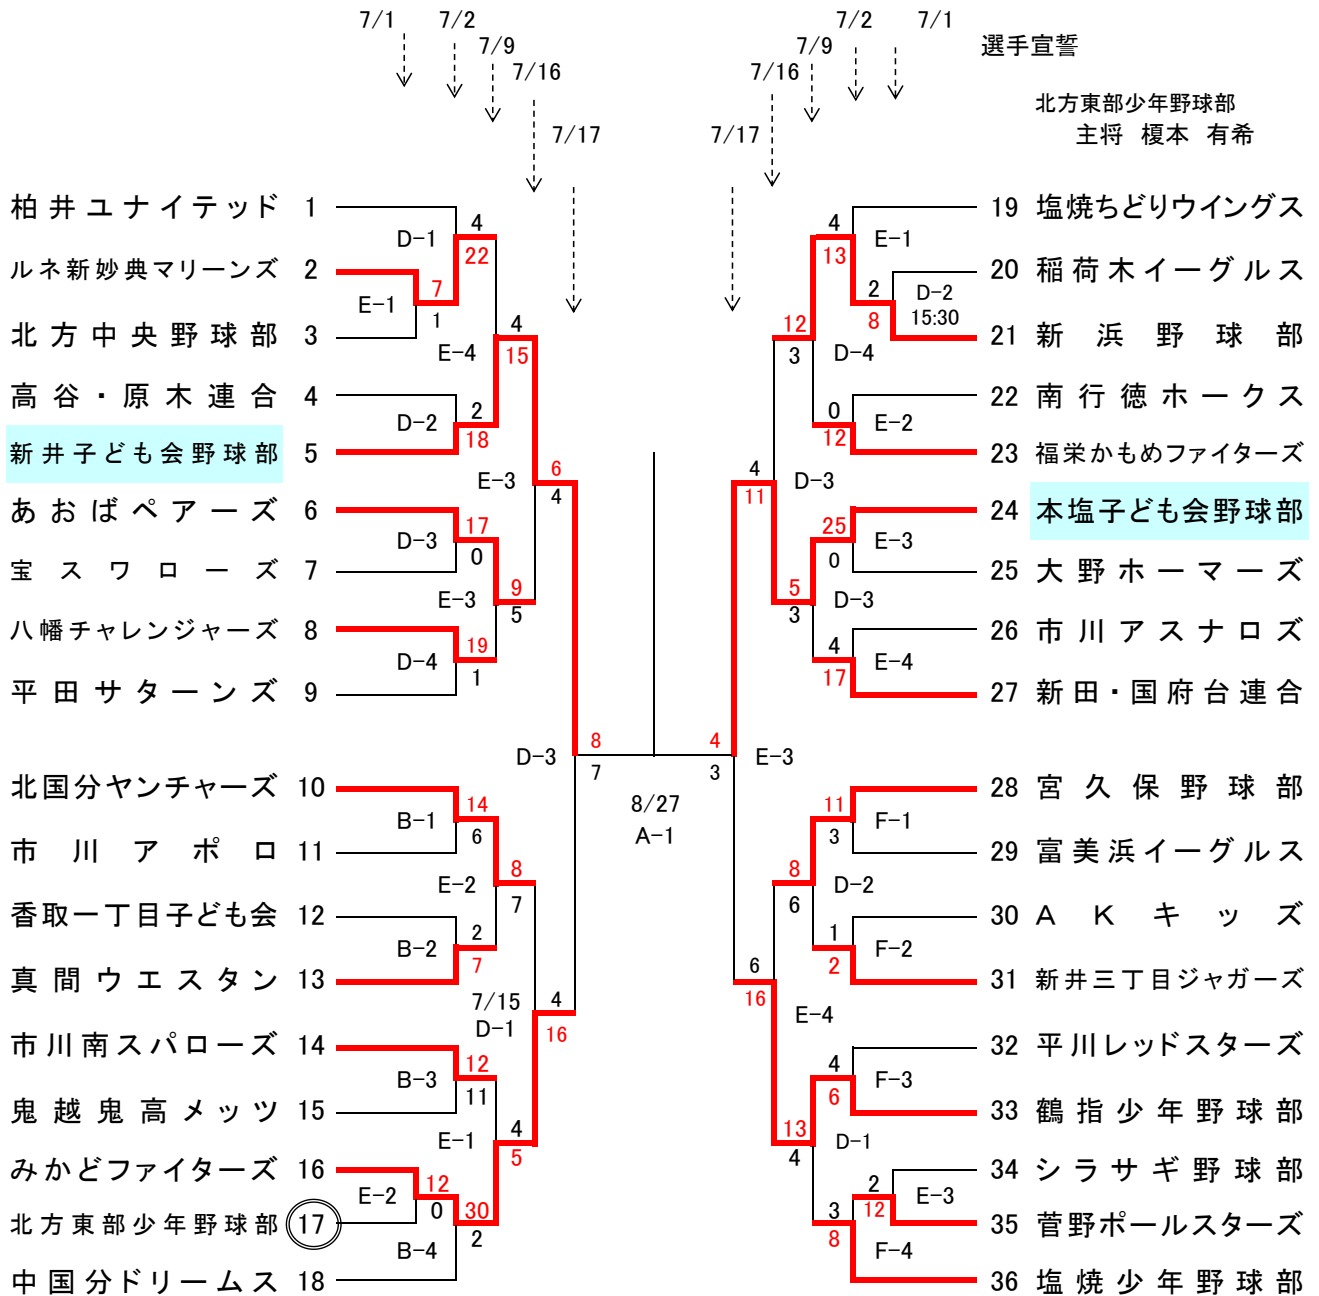 7/1 7/2 7/2 7/1
7/9 7/9 選手宣誓
7/16 7/16
北方東部少年野球部
7/17 7/17 主将 榎本 有希
柏井ユナイテッド 1
ルネ新妙典マリーンズ 2
北方中央野球部 3
高谷・原木連合 4
新井子ども会野球部 5
あおばペアーズ 6
宝スワローズ 7
八幡チャレンジャーズ 8
平田サターンズ 9
北国分ヤンチャーズ 10
市川アポロ 11
香取一丁目子ども会 12
真間ウエスタン 13
市川南スパローズ 14
鬼越鬼高メッツ 15
みかどファイターズ 16
北方東部少年野球部 17
中国分ドリームス 18
D-1 4
22
E-1 7
1
E-4 4
15
D-2 2
18
E-3 6
4
D-3 17
0
E-3 9
5
D-4 19
1
D-3 8
7
B-1 14
6
E-2 8
7
B-2 2
7
7/15
D-1 4
16
B-3 12
11
E-1 4
5
E-2 12
0
30
B-4 2
8/27
A-1
4 E-1
13
2 D-2
8 15:30
12 D-4
3
0 E-2
12
4 D-3
11
25 E-3
0
5 D-3
3
4 E-4
17
4 E-3
3
11 F-1
3
8 D-2
6
1 F-2
2
6 E-4
16
4 F-3
6
13 D-1
4
2 E-3
12
3 F-4
8
19 塩焼ちどりウイングス
20 稲荷木イーグルス
21 新浜野球部
22 南行徳ホークス
23 福栄かもめファイターズ
24 本塩子ども会野球部
25 大野ホーマーズ
26 市川アスナロズ
27 新田・国府台連合
28 宮久保野球部
29 富美浜イーグルス
30 AKキッズ
31 新井三丁目ジャガーズ
32 平川レッドスターズ
33 鶴指少年野球部
34 シラサギ野球部
35 菅野ポールスターズ
36 塩焼少年野球部